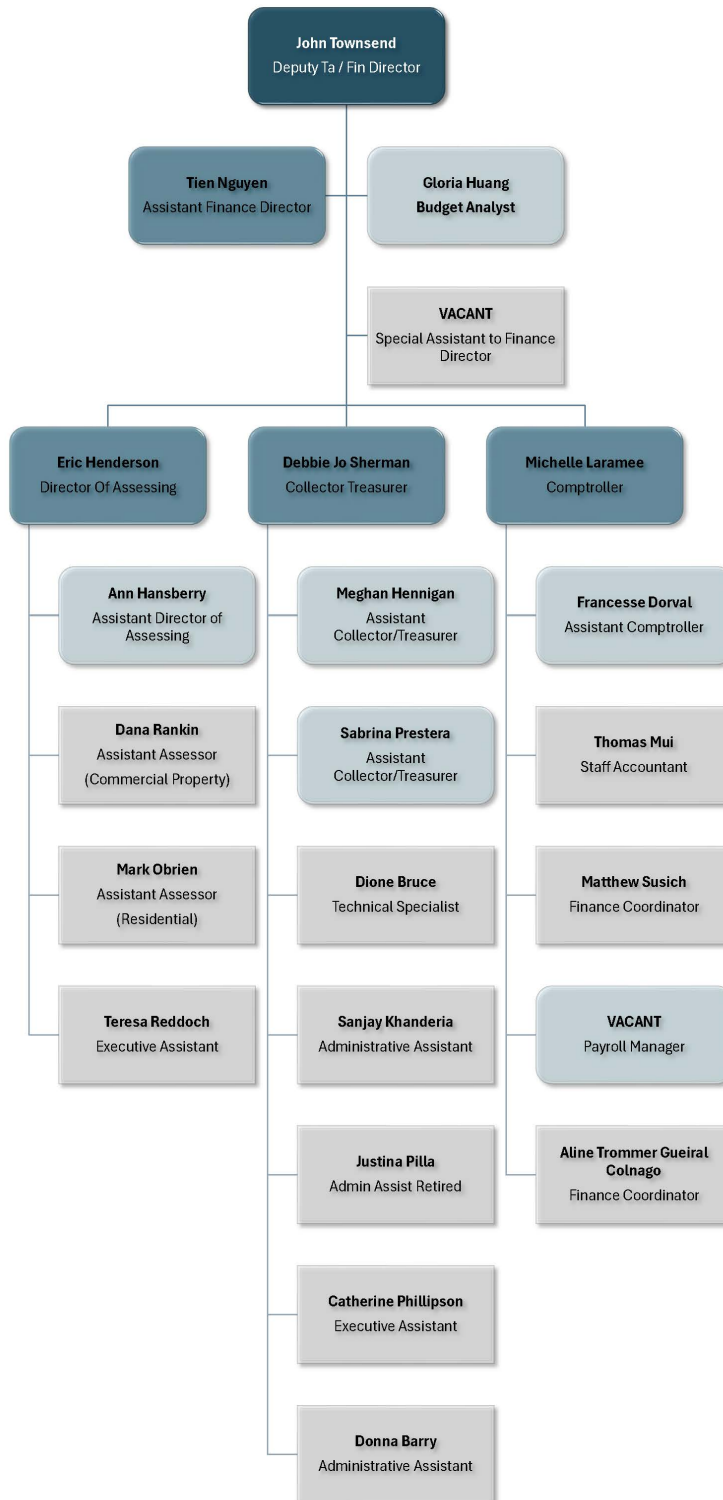 John Townsend
Deputy Ta / Fin Director
Tien Nguyen
Assistant Finance Director
Gloria Huang
Budget Analyst
VACANT
Special Assistant to Finance
Director
Eric Henderson
Director Of Assessing
Debbie Jo Sherman
Collector Treasurer
Michelle Laramee
Comptroller
Ann Hansberry
Assistant Director of
Assessing
Dana Rankin
Assistant Assessor
(Commercial Property)
Mark Obrien
Assistant Assessor
(Residential)
Teresa Reddoch
Executive Assistant
Meghan Hennigan
Assistant
Collector/Treasurer
Sabrina Prestera
Assistant
Collector/Treasurer
Dione Bruce
Technical Specialist
Sanjay Khanderia
Administrative Assistant
Justina Pilla
Admin Assist Retired
Catherine Phillipson
Executive Assistant
Donna Barry
Administrative Assistant
Francesse Dorval
Assistant Comptroller
Thomas Mui
Staff Accountant
Matthew Susich
Finance Coordinator
VACANT
Payroll Manager
Aline Trommer Gueiral
Colnago
Finance Coordinator